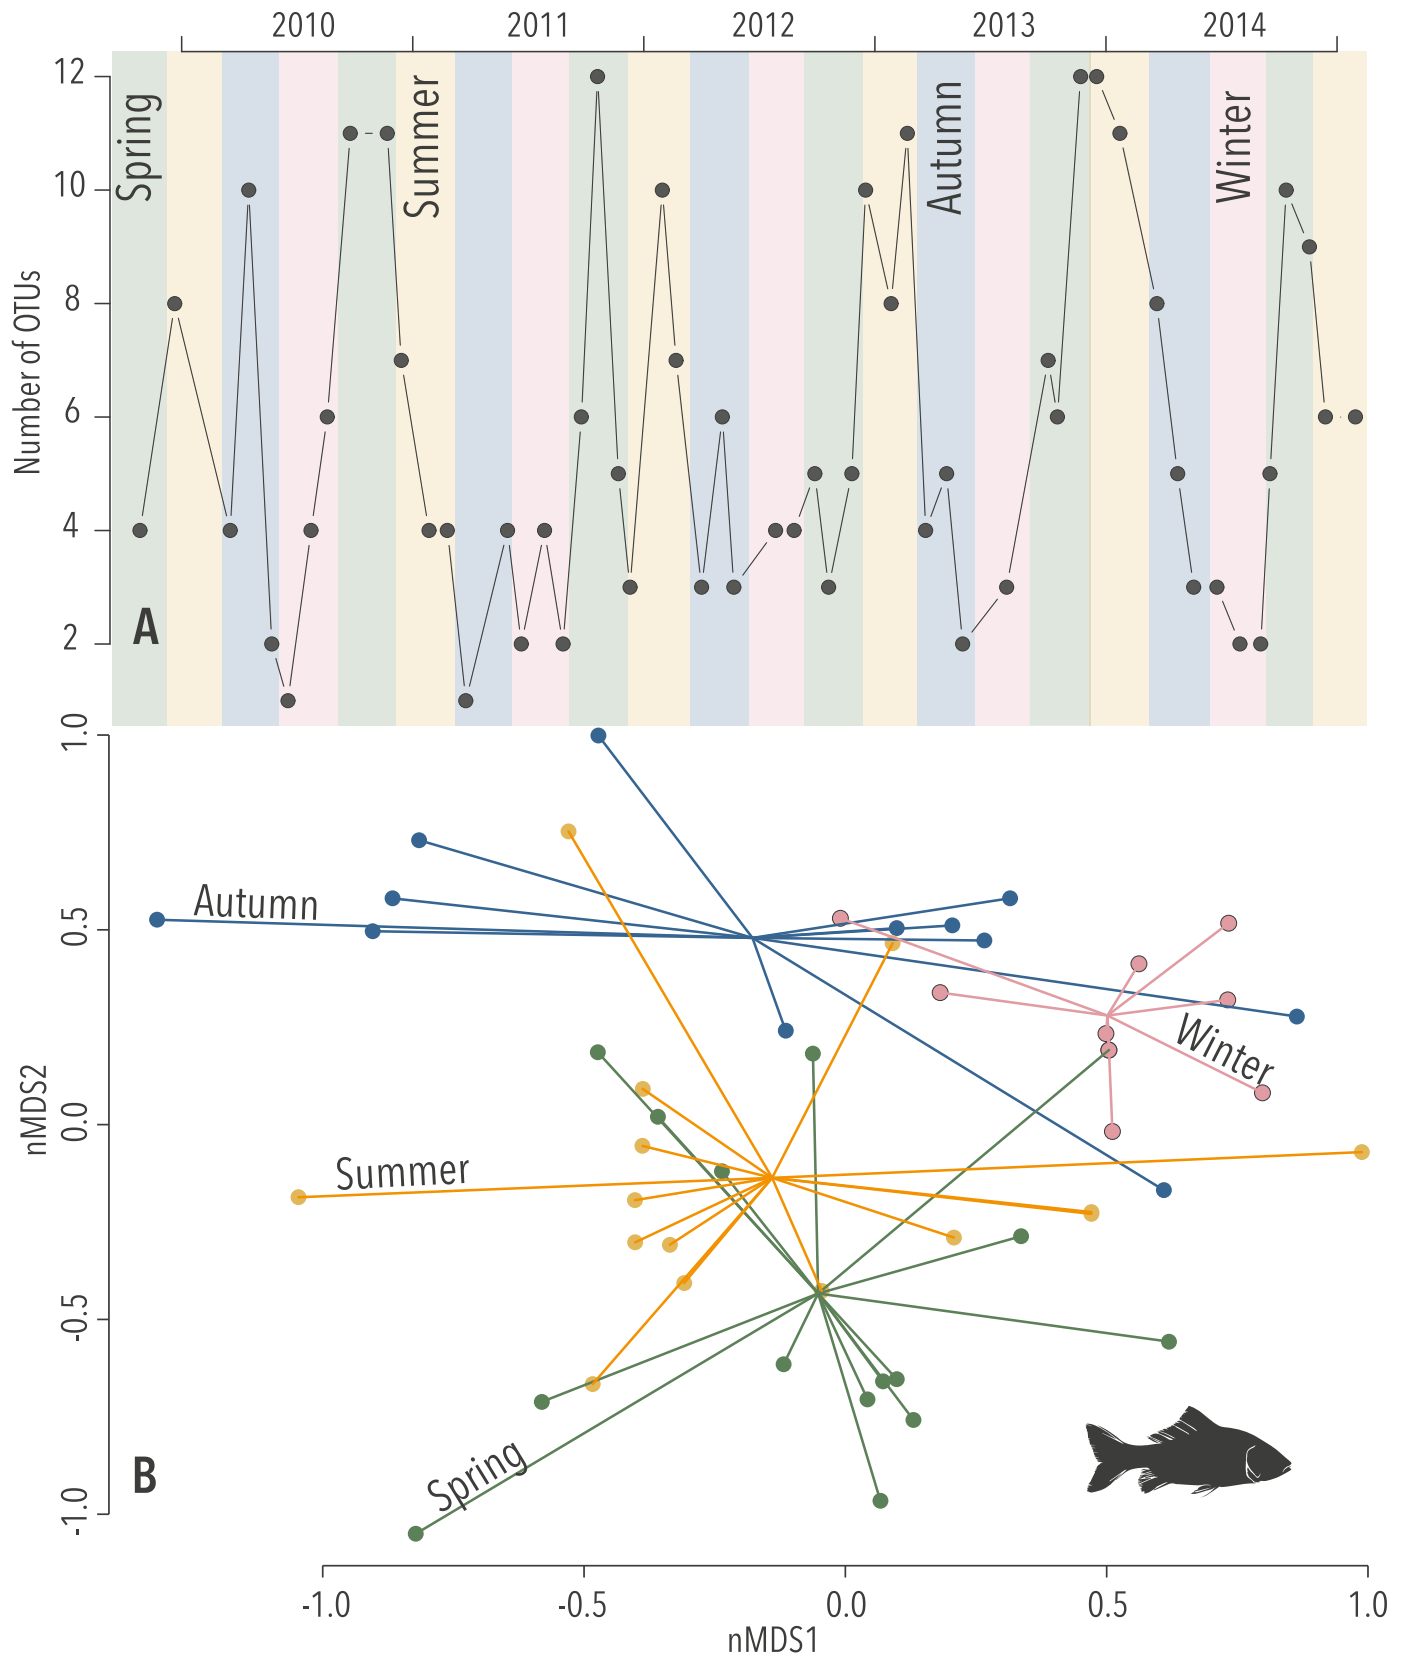 2010 2011 2012 2013 2014
Spring
Summer
Autumn
Winter
12
10
8
6
4
2
Number of OTUs
A
1.0
0.5
0.0
-0.5
-1.0
nMDS2
Autumn
Winter
Summer
Spring
B
-1.0 -0.5 0.0 0.5 1.0
nMDS1